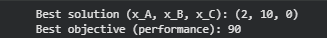 Best solution (x_A, x_B, x_C): (2, 10, 0)
Best objective (performance): 90